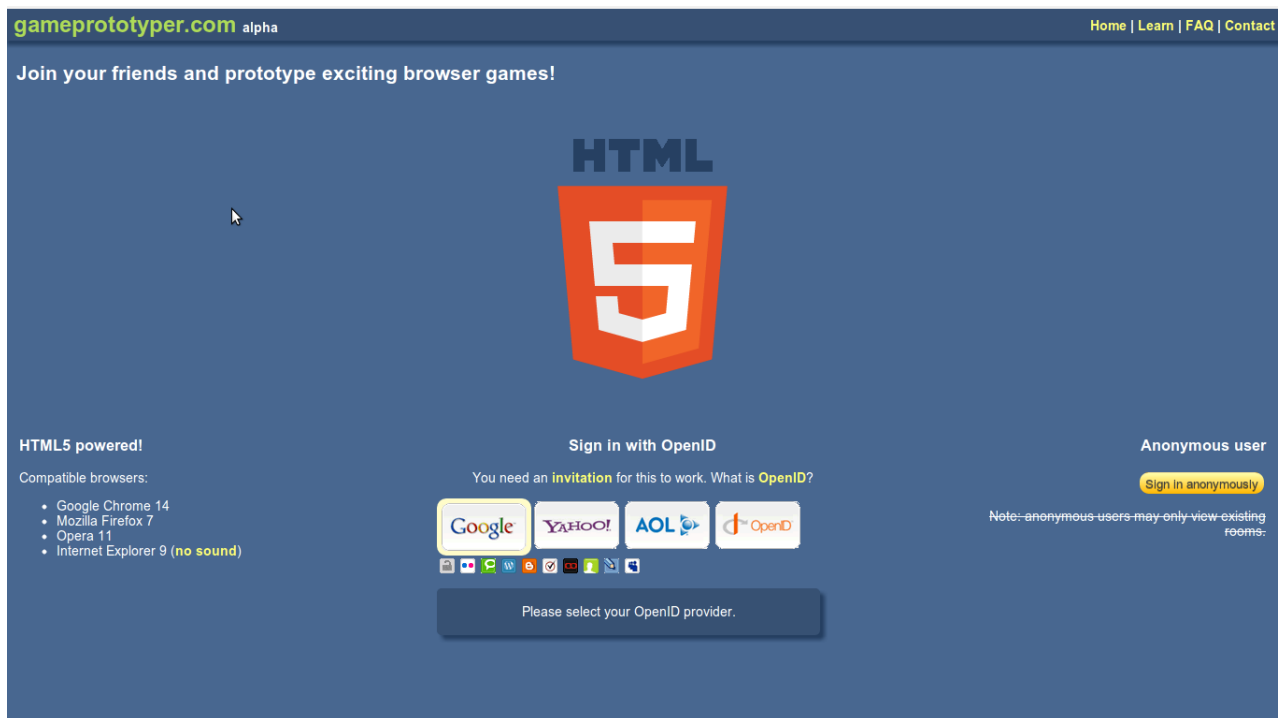 gameprototyper.com alpha
Home | Learn | FAQ | Contact
Join your friends and prototype exciting browser games!
HTML
5
HTML5 powered!
Compatible browsers:
Google Chrome 14
Mozilla Firefox 7
Opera 11
Internet Explorer 9 (no sound)
Sign in with OpenID
You need an invitation for this to work. What is OpenID?
Google
YAHOO!
AOL
OpenID
Please select your OpenID provider.
Anonymous user
Sign in anonymously
Note: anonymous users may only view existing
rooms.